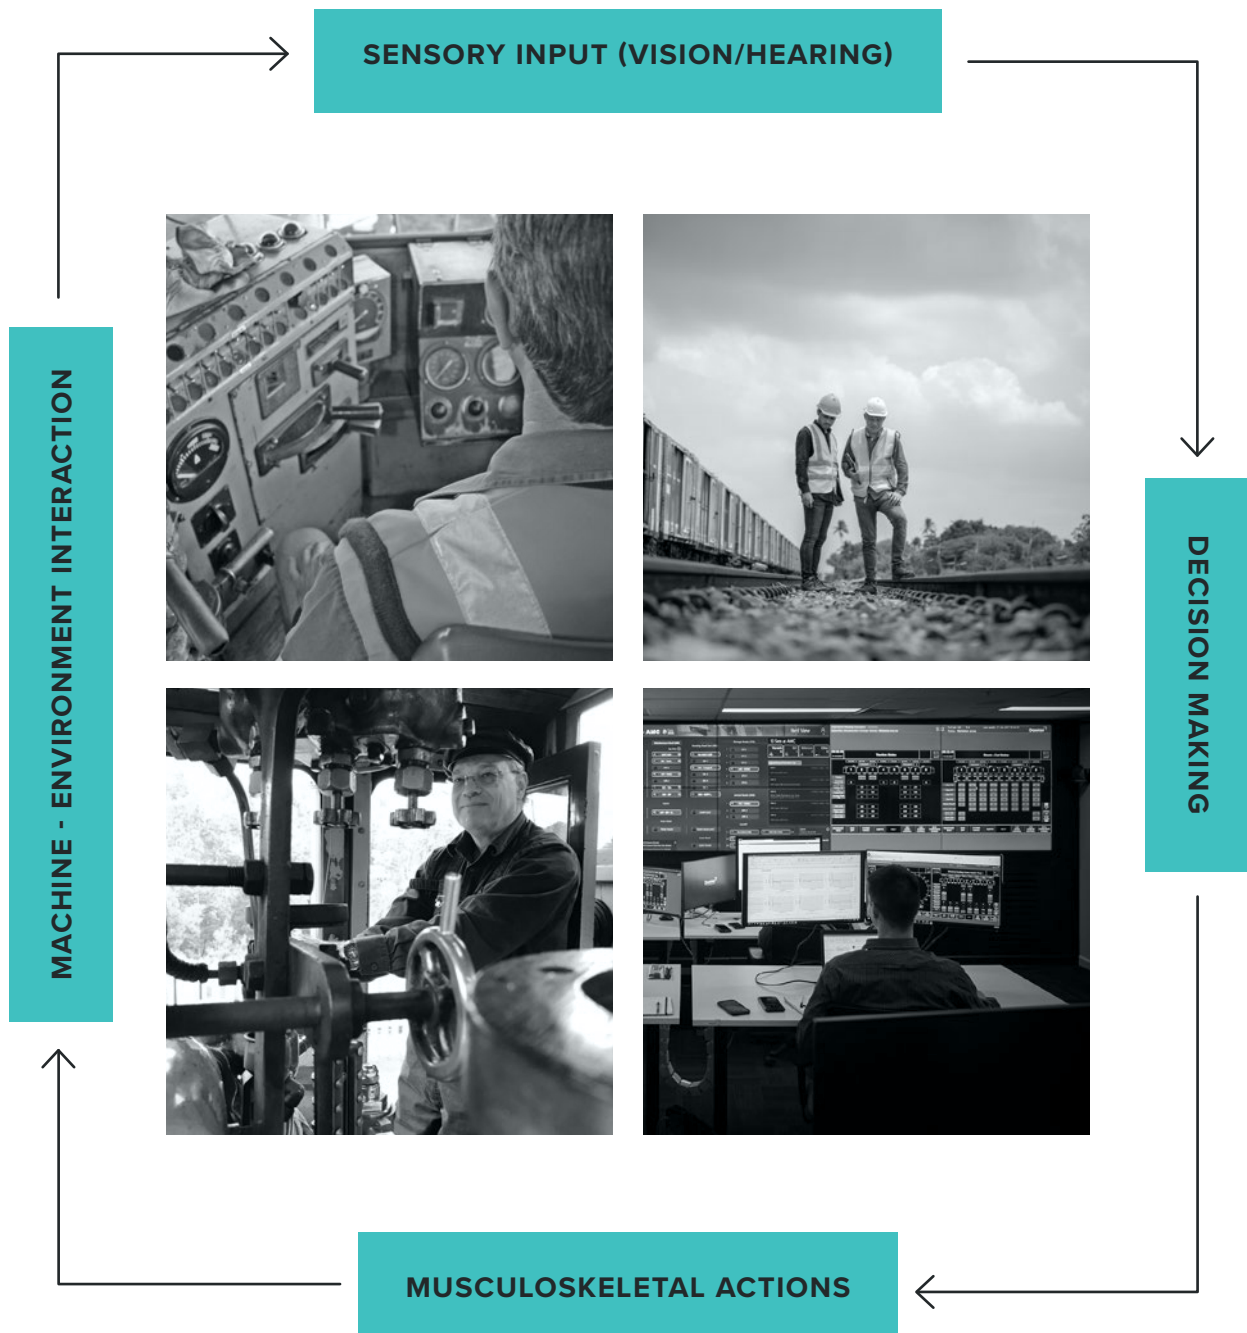 SENSORY INPUT (VISION/HEARING)
MACHINE - ENVIRONMENT INTERACTION
DECISION MAKING
MUSCULOSKELETAL ACTIONS